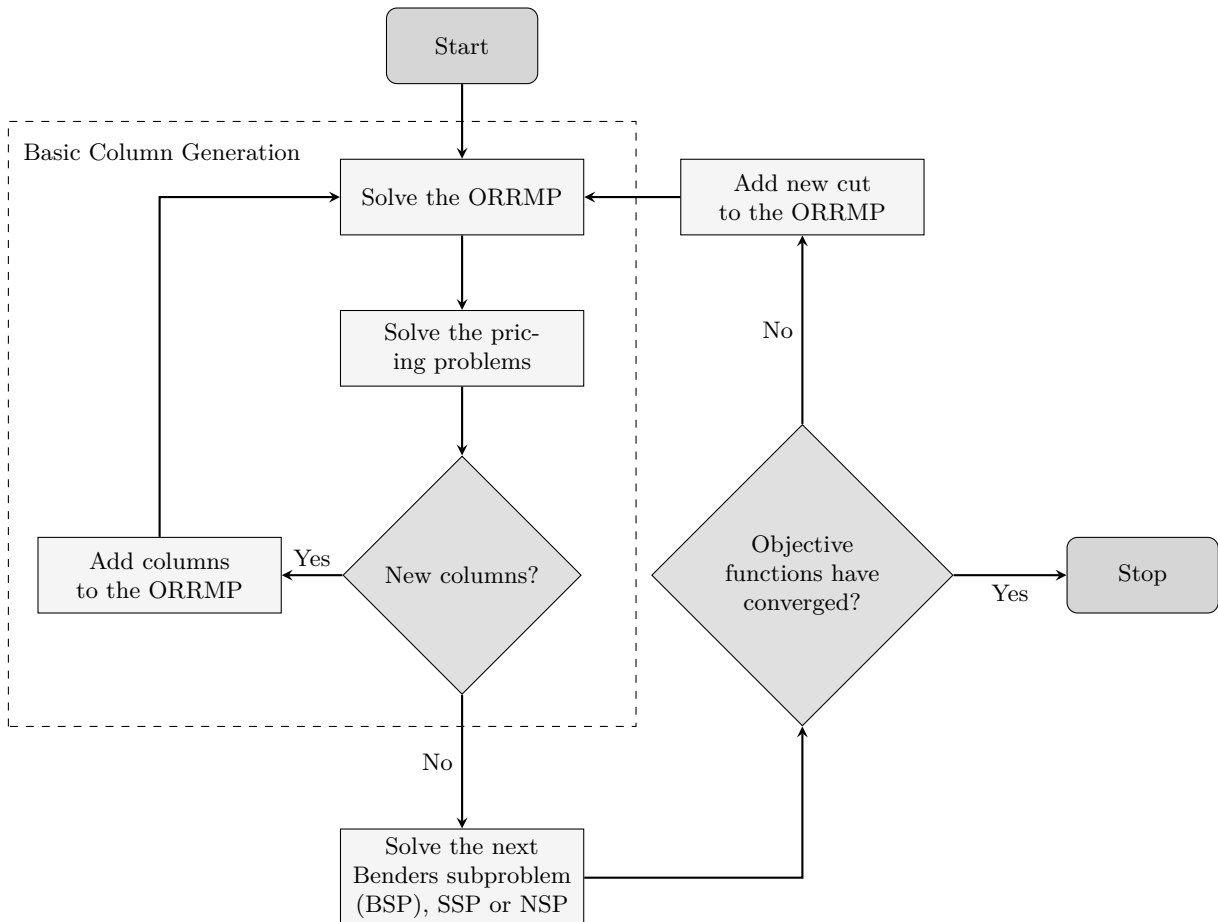 Start
Basic Column Generation
Solve the ORRMP
Add new cut
to the ORRMP
Solve the pric-
ing problems
No
Add columns
to the ORRMP
Yes
New columns?
Objective
functions have
converged?
Yes
Stop
No
Solve the next
Benders subproblem
(BSP), SSP or NSP